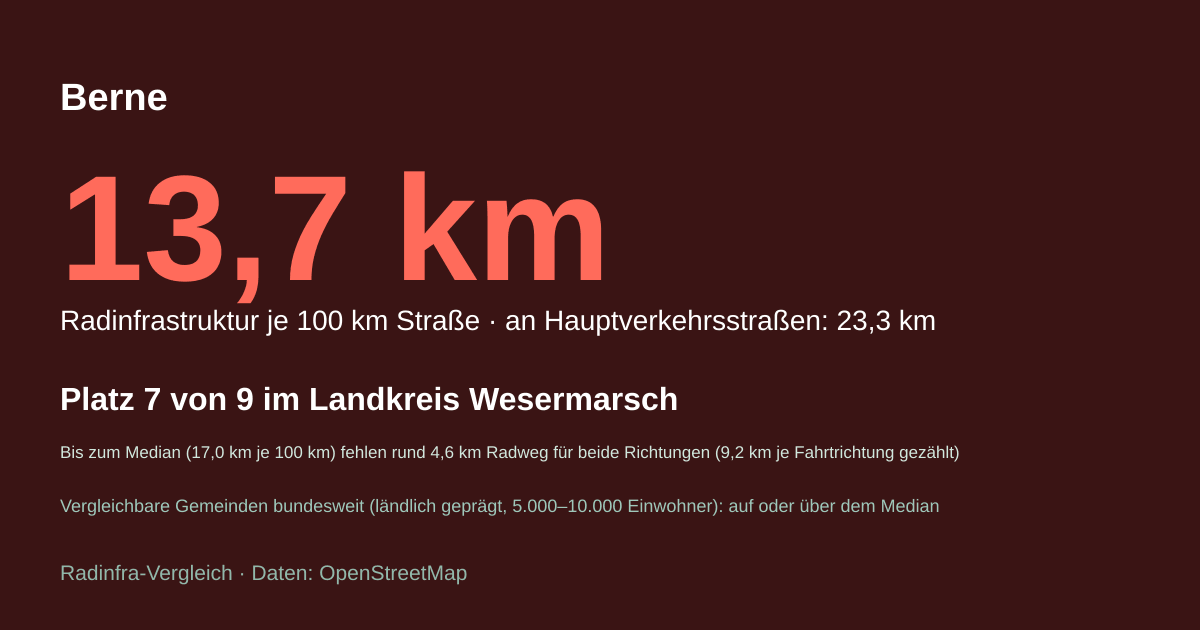 Berne
13,7 km
Radinfrastruktur je 100 km Straße · an Hauptverkehrsstraßen: 23,3 km
Platz 7 von 9 im Landkreis Wesermarsch
Bis zum Median (17,0 km je 100 km) fehlen rund 4,6 km Radweg für beide Richtungen (9,2 km je Fahrtrichtung gezählt)
Vergleichbare Gemeinden bundesweit (ländlich geprägt, 5.000–10.000 Einwohner): auf oder über dem Median
Radinfra-Vergleich · Daten: OpenStreetMap